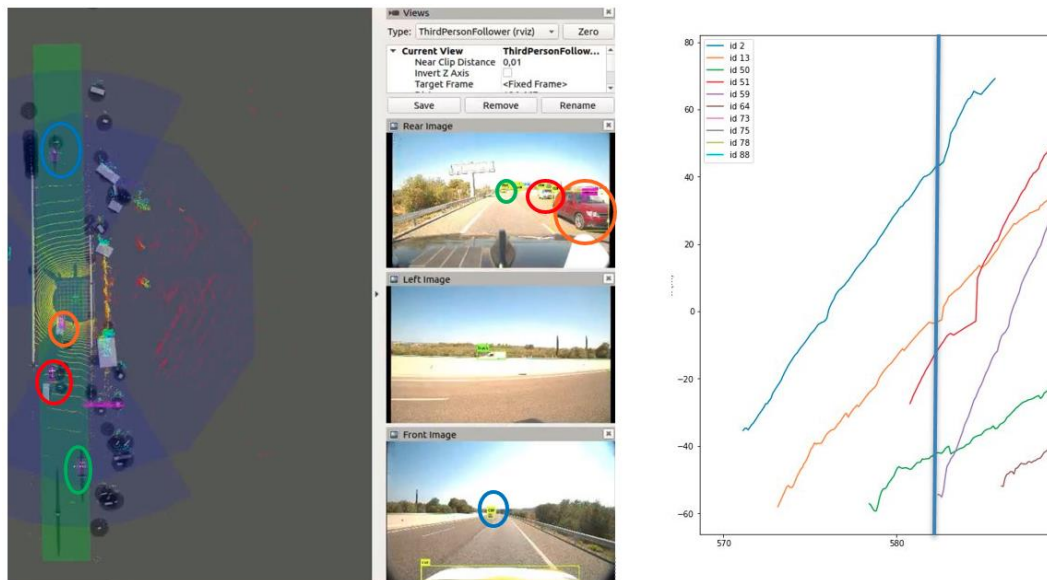 Views
Type: ThirdPersonFollower (rviz) Zero
Current View ThirdPersonFollow...
Near Clip Distance 0,01
Invert Z Axis
Target Frame <Fixed Frame>
Save Remove Rename
Rear Image
Left Image
Front Image
id 2
id 13
id 50
id 51
id 59
id 64
id 73
id 75
id 78
id 88
80
60
40
20
0
−20
−40
−60
570 580